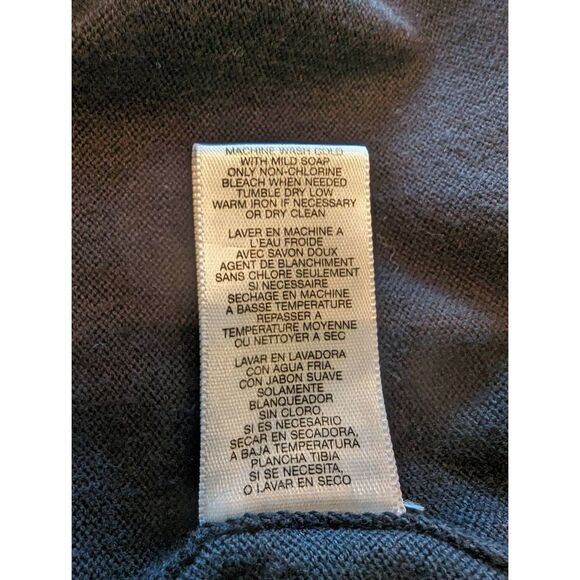 MACHINE WASH COLD
WITH MILD SOAP
ONLY NON-CHLORINE
BLEACH WHEN NEEDED
TUMBLE DRY LOW
WARM IRON IF NECESSARY
OR DRY CLEAN
LAVER EN MACHINE A
L'EAU FROIDE
AVEC SAVON DOUX
AGENT DE BLANCHIMENT
SANS CHLORE SEULEMENT
SI NECESSAIRE
SECHAGE EN MACHINE
A BASSE TEMPERATURE
REPASSER A
TEMPERATURE MOYENNE
OU NETTOYER A SEC
LAVAR EN LAVADORA
CON AGUA FRIA,
CON JABON SUAVE
SOLAMENTE
BLANQUEADOR
SIN CLORO,
SI ES NECESARIO
SECAR EN SECADORA,
A BAJA TEMPERATURA
PLANCHA TIBIA
SI SE NECESITA,
O LAVAR EN SECO